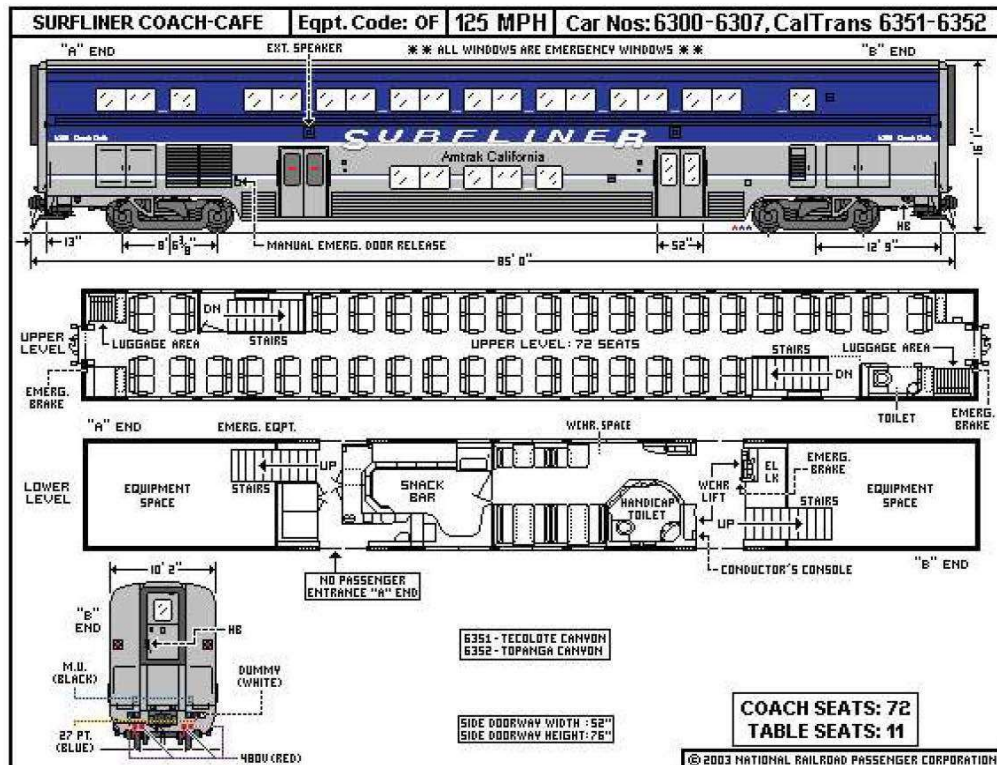 SURFLINER COACH-CAFE Eqpt. Code: OF 125 MPH Car Nos: 6300-6307, CalTrans 6351-6352
"A" END
EXT. SPEAKER
** ALL WINDOWS ARE EMERGENCY WINDOWS **
"B" END
SURFLINER
Amtrak California
16' 1"
13"
MANUAL EMERG. DOOR RELEASE
52"
12' 9"
HB
85' 0"
UPPER LEVEL
LUGGAGE AREA
DN
STAIRS
UPPER LEVEL: 72 SEATS
STAIRS
LUGGAGE AREA
DN
EMERG. BRAKE
TOILET
EMERG. BRAKE
"A" END
EMERG. EQPT.
WCHR. SPACE
LOWER LEVEL
EQUIPMENT SPACE
UP
STAIRS
SNACK BAR
HANDICAP TOILET
WCHR LIFT
EL LK
EMERG. BRAKE
STAIRS
UP
EQUIPMENT SPACE
NO PASSENGER ENTRANCE "A" END
CONDUCTOR'S CONSOLE
"B" END
10' 2"
"B" END
HB
M.U. (BLACK)
DUMMY (WHITE)
27 PT. (BLUE)
480V (RED)
6351 - TECOLOTE CANYON
6352 - TOPANGA CANYON
SIDE DOORWAY WIDTH : 52"
SIDE DOORWAY HEIGHT: 76"
COACH SEATS: 72
TABLE SEATS: 11
© 2003 NATIONAL RAILROAD PASSENGER CORPORATION